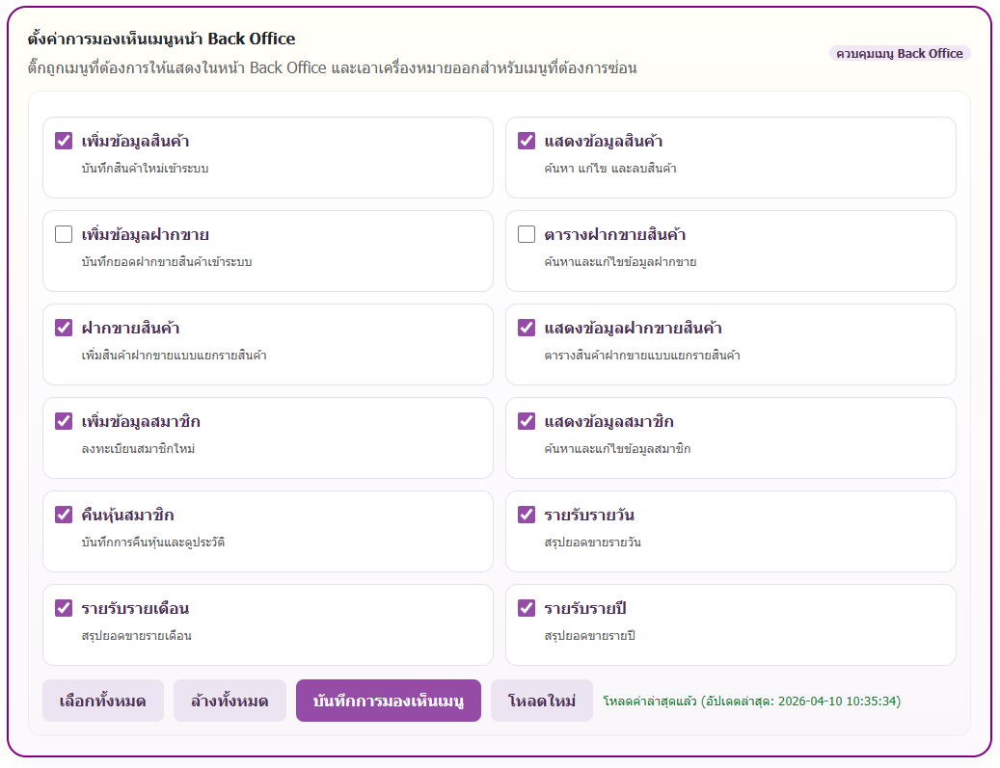 ตั้งค่าการมองเห็นเมนูหน้า Back Office
ติ๊กถูกเมนูที่ต้องการให้แสดงในหน้า Back Office และเอาเครื่องหมายออกสำหรับเมนูที่ต้องการซ่อน
ควบคุมเมนู Back Office
เพิ่มข้อมูลสินค้า
บันทึกสินค้าใหม่เข้าระบบ
แสดงข้อมูลสินค้า
ค้นหา แก้ไข และลบสินค้า
เพิ่มข้อมูลฝากขาย
บันทึกยอดฝากขายสินค้าเข้าระบบ
ตารางฝากขายสินค้า
ค้นหาและแก้ไขข้อมูลฝากขาย
ฝากขายสินค้า
เพิ่มสินค้าฝากขายแบบแยกรายสินค้า
แสดงข้อมูลฝากขายสินค้า
ตารางสินค้าฝากขายแบบแยกรายสินค้า
เพิ่มข้อมูลสมาชิก
ลงทะเบียนสมาชิกใหม่
แสดงข้อมูลสมาชิก
ค้นหาและแก้ไขข้อมูลสมาชิก
คืนหุ้นสมาชิก
บันทึกการคืนหุ้นและดูประวัติ
รายรับรายวัน
สรุปยอดขายรายวัน
รายรับรายเดือน
สรุปยอดขายรายเดือน
รายรับรายปี
สรุปยอดขายรายปี
เลือกทั้งหมด
ล้างทั้งหมด
บันทึกการมองเห็นเมนู
โหลดใหม่
โหลดค่าล่าสุดแล้ว (อัปเดตล่าสุด: 2026-04-10 10:35:34)